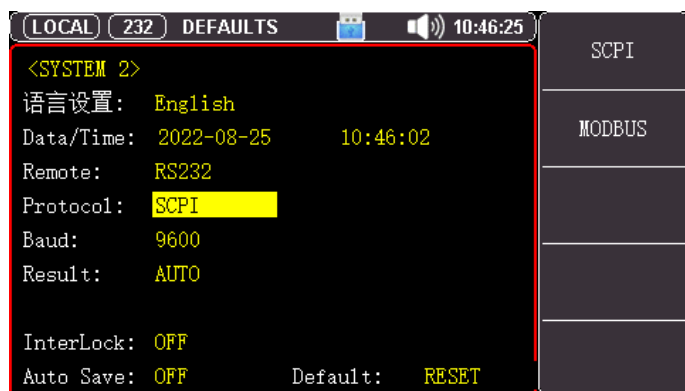 LOCAL 232 DEFAULTS 10:46:25
<SYSTEM 2>
语言设置: English
Data/Time: 2022-08-25 10:46:02
Remote: RS232
Protocol: SCPI
Baud: 9600
Result: AUTO
InterLock: OFF
Auto Save: OFF Default: RESET
SCPI
MODBUS